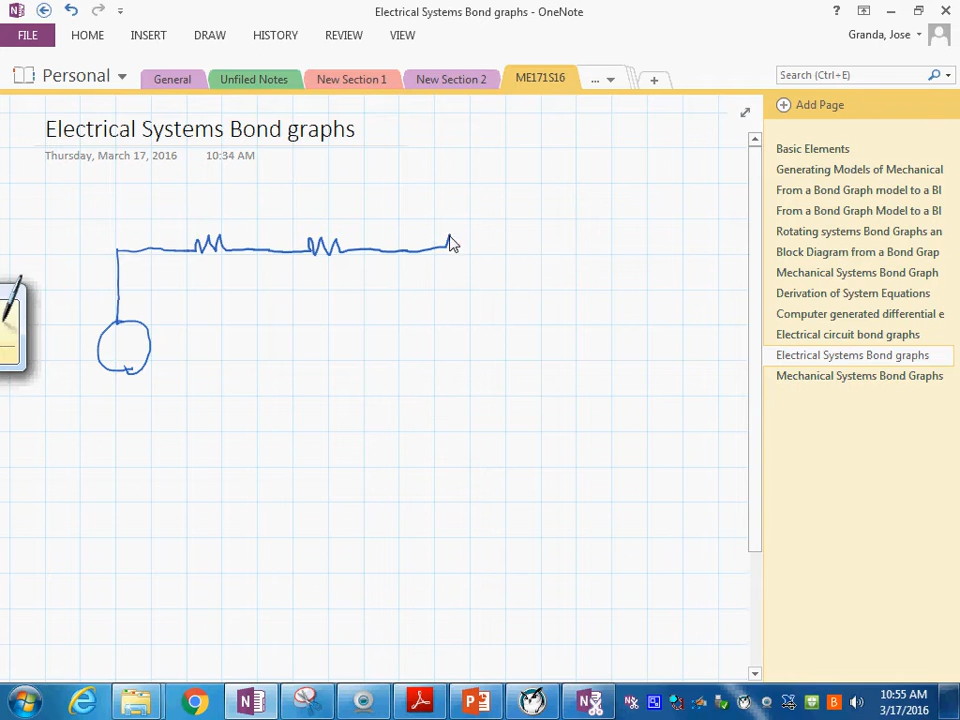 Electrical Systems Bond graphs - OneNote
?
FILE
HOME
INSERT
DRAW
HISTORY
REVIEW
VIEW
Granda, Jose
Personal
General
Unfiled Notes
New Section 1
New Section 2
ME171S16
...
Search (Ctrl+E)
Add Page
Electrical Systems Bond graphs
Thursday, March 17, 2016 10:34 AM
Basic Elements
Generating Models of Mechanical
From a Bond Graph model to a Bl
From a Bond Graph model to a Bl
Rotating systems Bond Graphs an
Block Diagram from a Bond Grap
Mechanical Systems Bond Graph
Derivation of System Equations
Computer generated differential e
Electrical circuit bond graphs
Electrical Systems Bond graphs
Mechanical Systems Bond Graphs
10:55 AM
3/17/2016